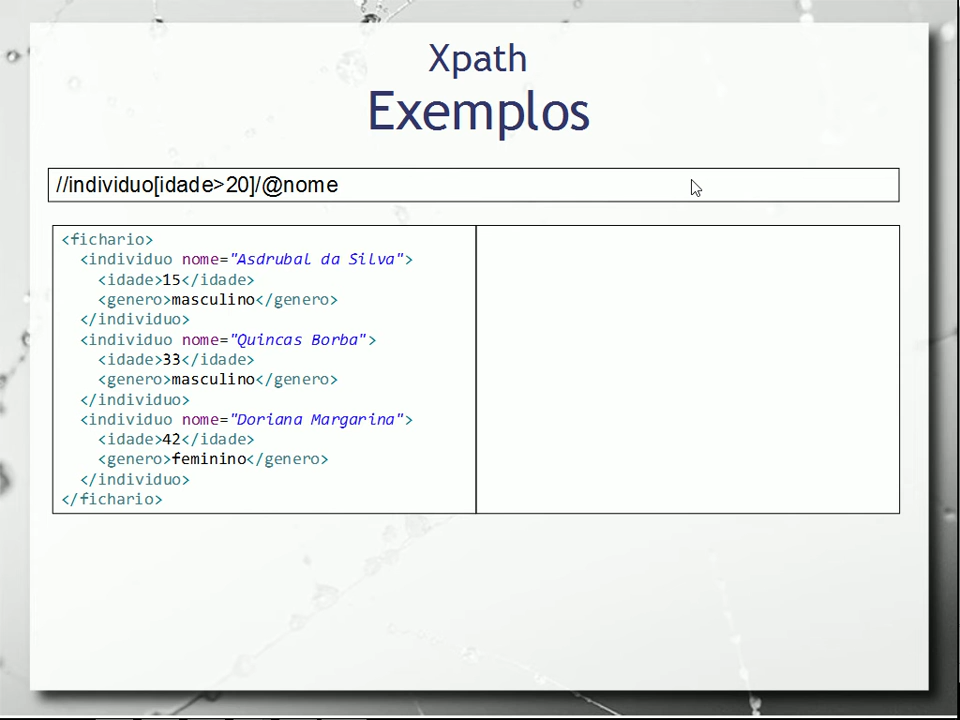 Xpath
Exemplos
//individuo[idade>20]/@nome
<fichario>
  <individuo nome="Asdrubal da Silva">
    <idade>15</idade>
    <genero>masculino</genero>
  </individuo>
  <individuo nome="Quincas Borba">
    <idade>33</idade>
    <genero>masculino</genero>
  </individuo>
  <individuo nome="Doriana Margarina">
    <idade>42</idade>
    <genero>feminino</genero>
  </individuo>
</fichario>